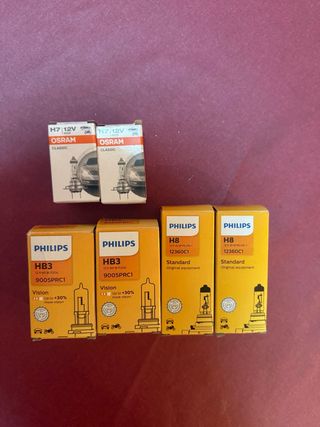 H7 12V
OSRAM
CLASSIC
H7 12V
OSRAM
CLASSIC
PHILIPS
HB3
9005PRC1
Vision
+30%
PHILIPS
HB3
9005PRC1
Vision
+30%
PHILIPS
H8
12360C1
Standard
Original equipment
PHILIPS
H8
12360C1
Standard
Original equipment